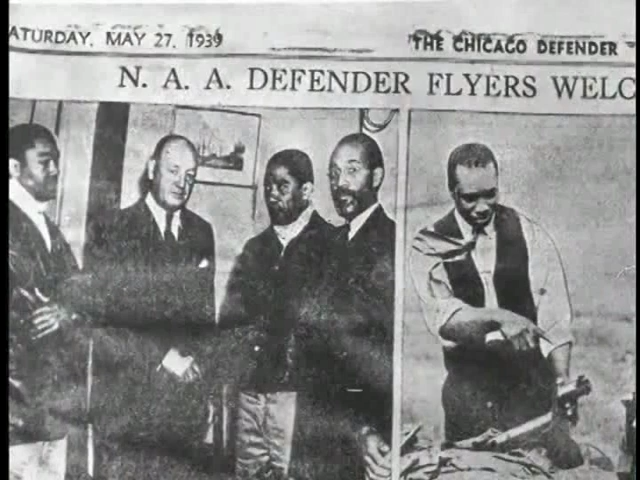 ATURDAY, MAY 27, 1939
THE CHICAGO DEFENDER
N. A. A. DEFENDER FLYERS WELC